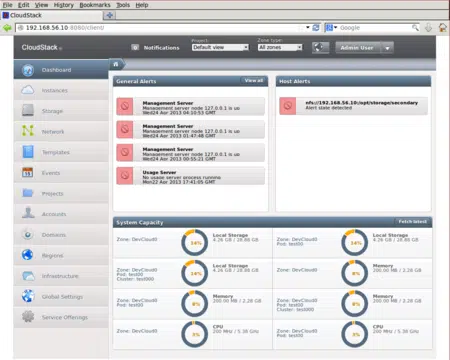 File Edit View History Bookmarks Tools Help
CloudStack
192.168.56.10:8080/client/
Google
CloudStack
Notifications
Project:
Default view
Zone type:
All zones
Admin User
Dashboard
Instances
Storage
Network
Templates
Events
Projects
Accounts
Domains
Regions
Infrastructure
Global Settings
Service Offerings
General Alerts
View all
Management Server
Management server node 127.0.0.1 is up
Wed24 Apr 2013 04:10:53
Management Server
Management server node 127.0.0.1 is up
Wed24 Apr 2013 01:47:48
Management Server
Management server node 127.0.0.1 is up
Wed24 Apr 2013 00:55:21
Usage Server
No usage server process running
Mon22 Apr 2013 17:41:05
Host Alerts
nfs://192.168.56.10/opt/storage/secondary
Alert state detected
System Capacity
Fetch latest
Zone: DevCloud0
14%
Local Storage
4.26 GB / 28.86 GB
Zone: DevCloud0
Pod: test00
14%
Local Storage
4.26 GB / 28.86 GB
Zone: DevCloud0
Pod: test00
Cluster: test000
14%
Local Storage
4.26 GB / 28.86 GB
Zone: DevCloud0
8%
Memory
200.00 MB / 2.28 GB
Zone: DevCloud0
Pod: test00
8%
Memory
200.00 MB / 2.28 GB
Zone: DevCloud0
Pod: test00
Cluster: test000
8%
Memory
200.00 MB / 2.28 GB
Zone: DevCloud0
3%
CPU
200 MHz / 5.38 GHz
Zone: DevCloud0
Pod: test00
3%
CPU
200 MHz / 5.38 GHz